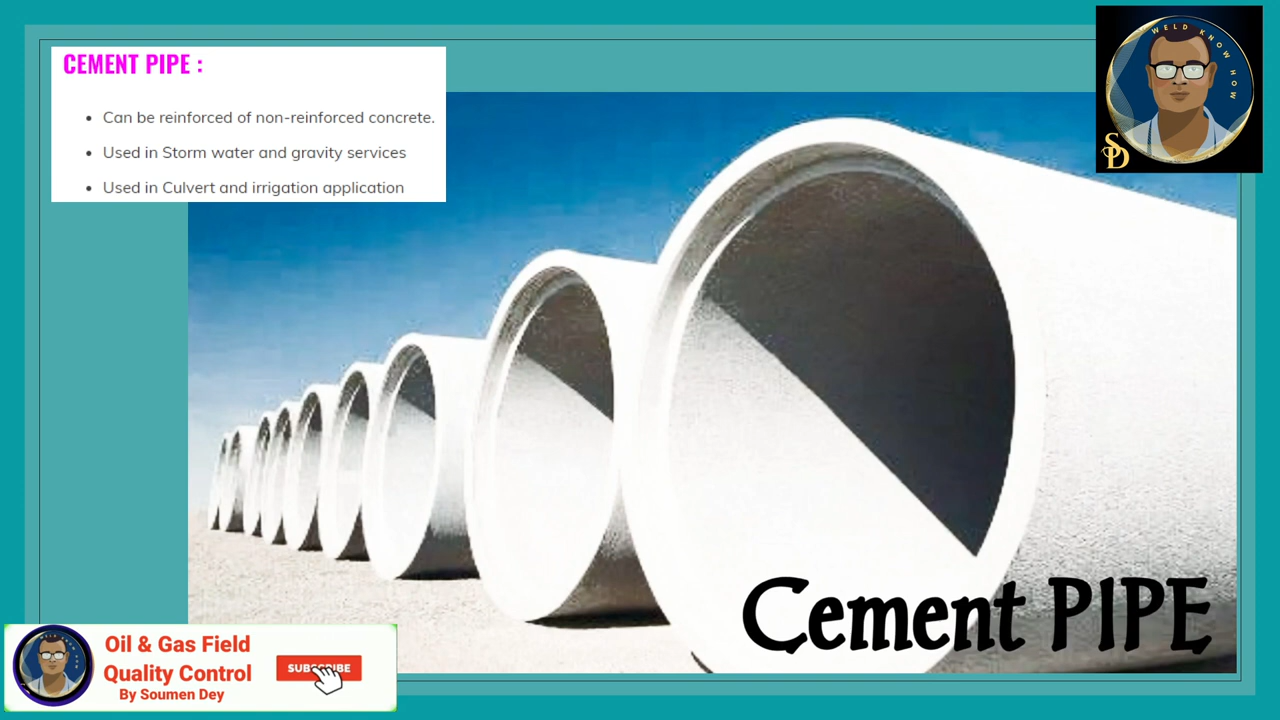 CEMENT PIPE :
• Can be reinforced of non-reinforced concrete.
• Used in Storm water and gravity services
• Used in Culvert and irrigation application
WELD KNOW HOW
SD
Cement PIPE
Oil & Gas Field
Quality Control
By Soumen Dey
SUBSCRIBE